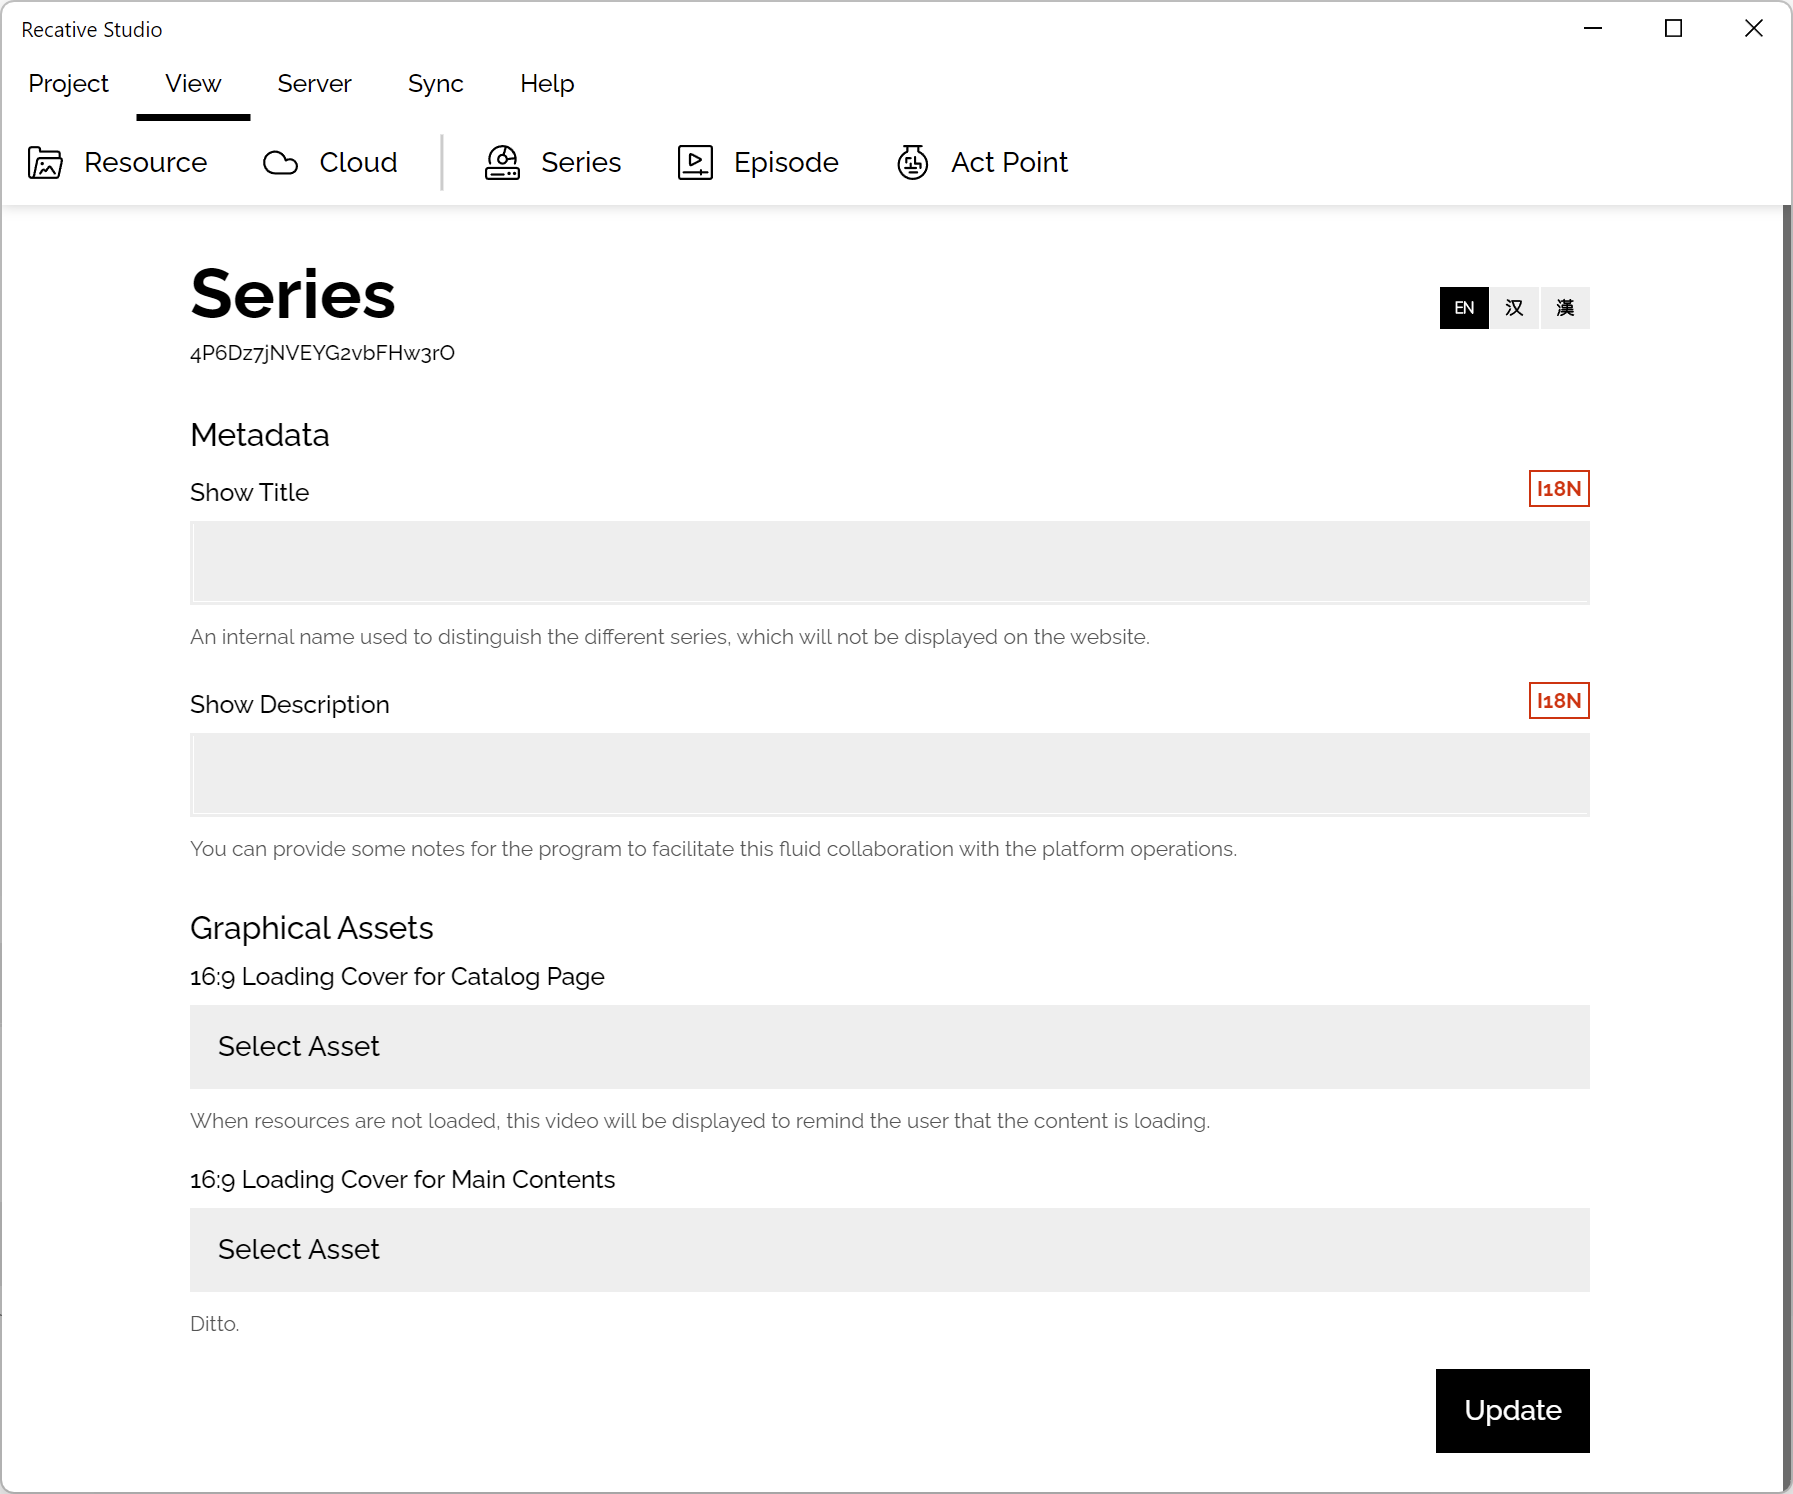 Recative Studio
Project View Server Sync Help
Resource Cloud Series Episode Act Point
Series
EN 汉 漢
4P6Dz7jNVEYG2vbFHw3rO
Metadata
Show Title I18N
An internal name used to distinguish the different series, which will not be displayed on the website.
Show Description I18N
You can provide some notes for the program to facilitate this fluid collaboration with the platform operations.
Graphical Assets
16:9 Loading Cover for Catalog Page
Select Asset
When resources are not loaded, this video will be displayed to remind the user that the content is loading.
16:9 Loading Cover for Main Contents
Select Asset
Ditto.
Update